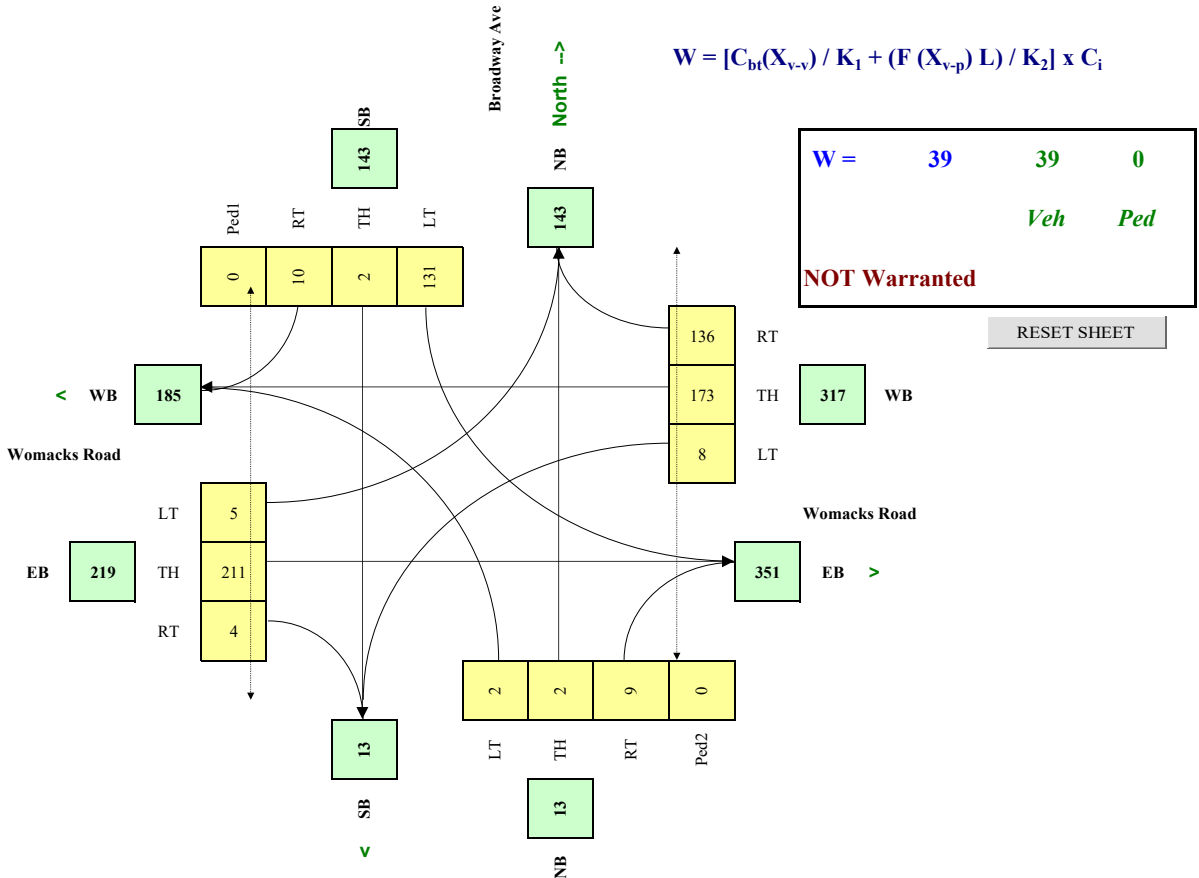 Broadway Ave
North -->
W = [Cbt(Xv-v) / K1 + (F (Xv-p) L) / K2] x Ci
SB
143
NB
143
W = 39 39 0
Veh Ped
NOT Warranted
RESET SHEET
Ped1 RT TH LT
0 10 2 131
136 RT
173 TH 317 WB
8 LT
< WB 185
Womacks Road
LT 5
EB 219 TH 211
RT 4
Womacks Road
351 EB >
2 2 9 0
LT TH RT Ped2
13
SB
v
13
NB